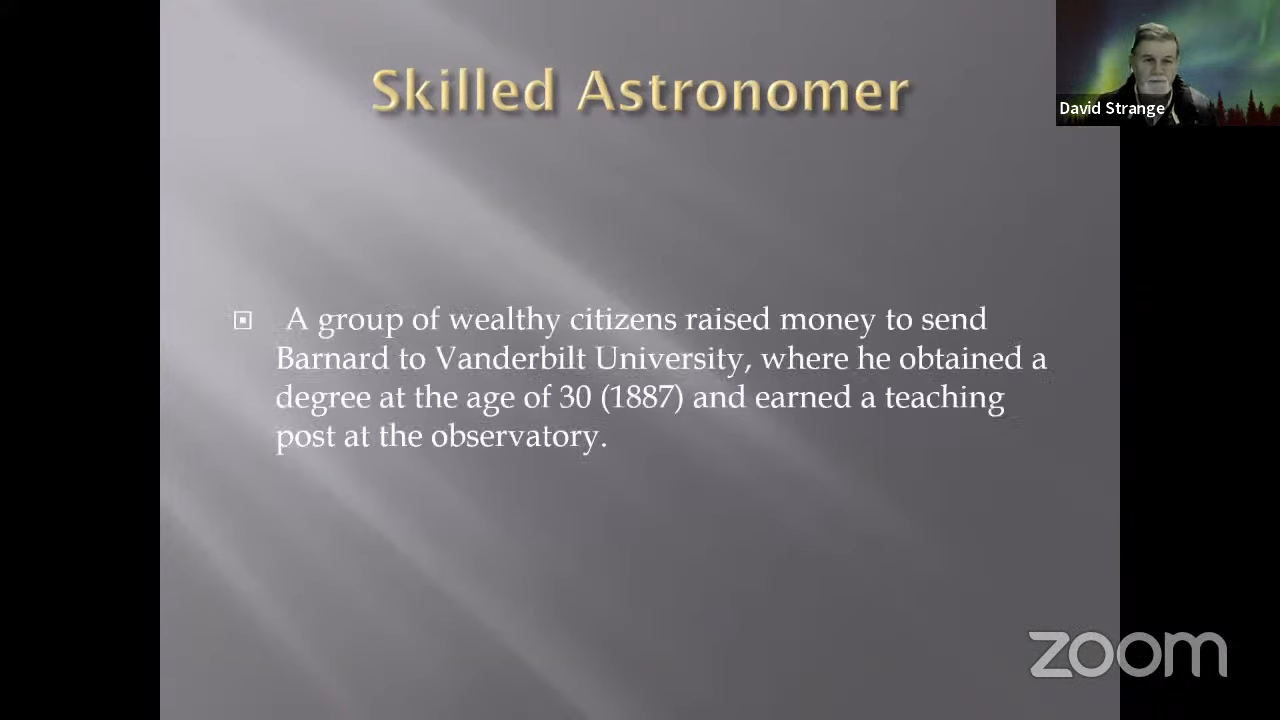 Skilled Astronomer
David Strange
A group of wealthy citizens raised money to send
Barnard to Vanderbilt University, where he obtained a
degree at the age of 30 (1887) and earned a teaching
post at the observatory.
zoom